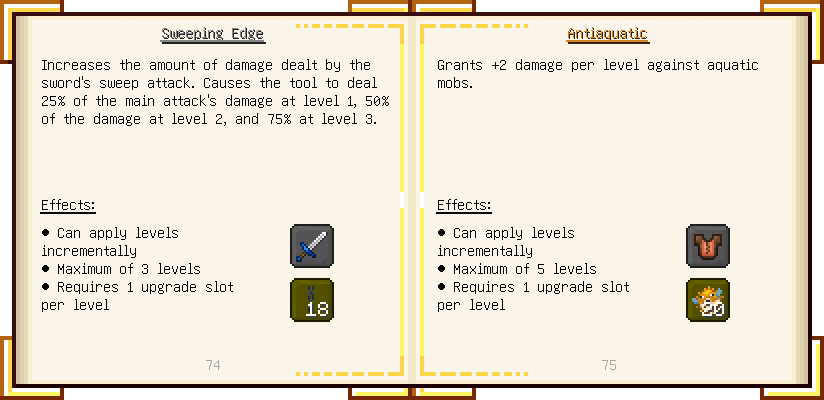 Sweeping Edge
Increases the amount of damage dealt by the
sword's sweep attack. Causes the tool to deal
25% of the main attack's damage at level 1, 50%
of the damage at level 2, and 75% at level 3.
Effects:
• Can apply levels
incrementally
• Maximum of 3 levels
• Requires 1 upgrade slot
per level
18
74
Antiaquatic
Grants +2 damage per level against aquatic
mobs.
Effects:
• Can apply levels
incrementally
• Maximum of 5 levels
• Requires 1 upgrade slot
per level
20
75